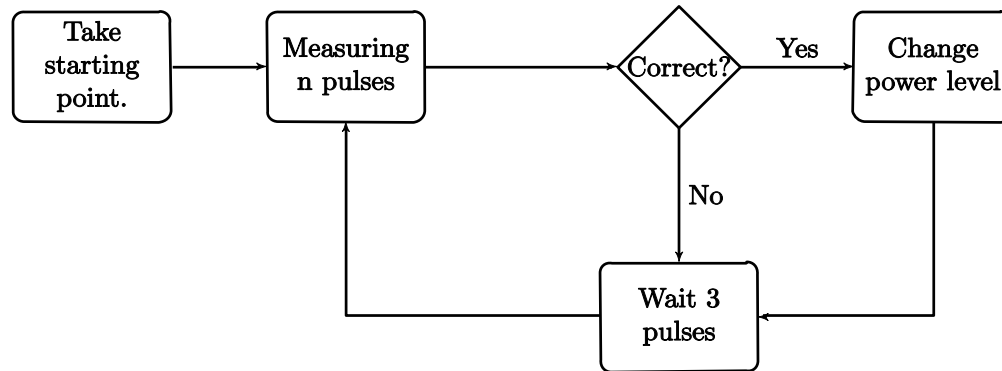 Take
starting
point.
Measuring
n pulses
Correct?
Yes
Change
power level
No
Wait 3
pulses